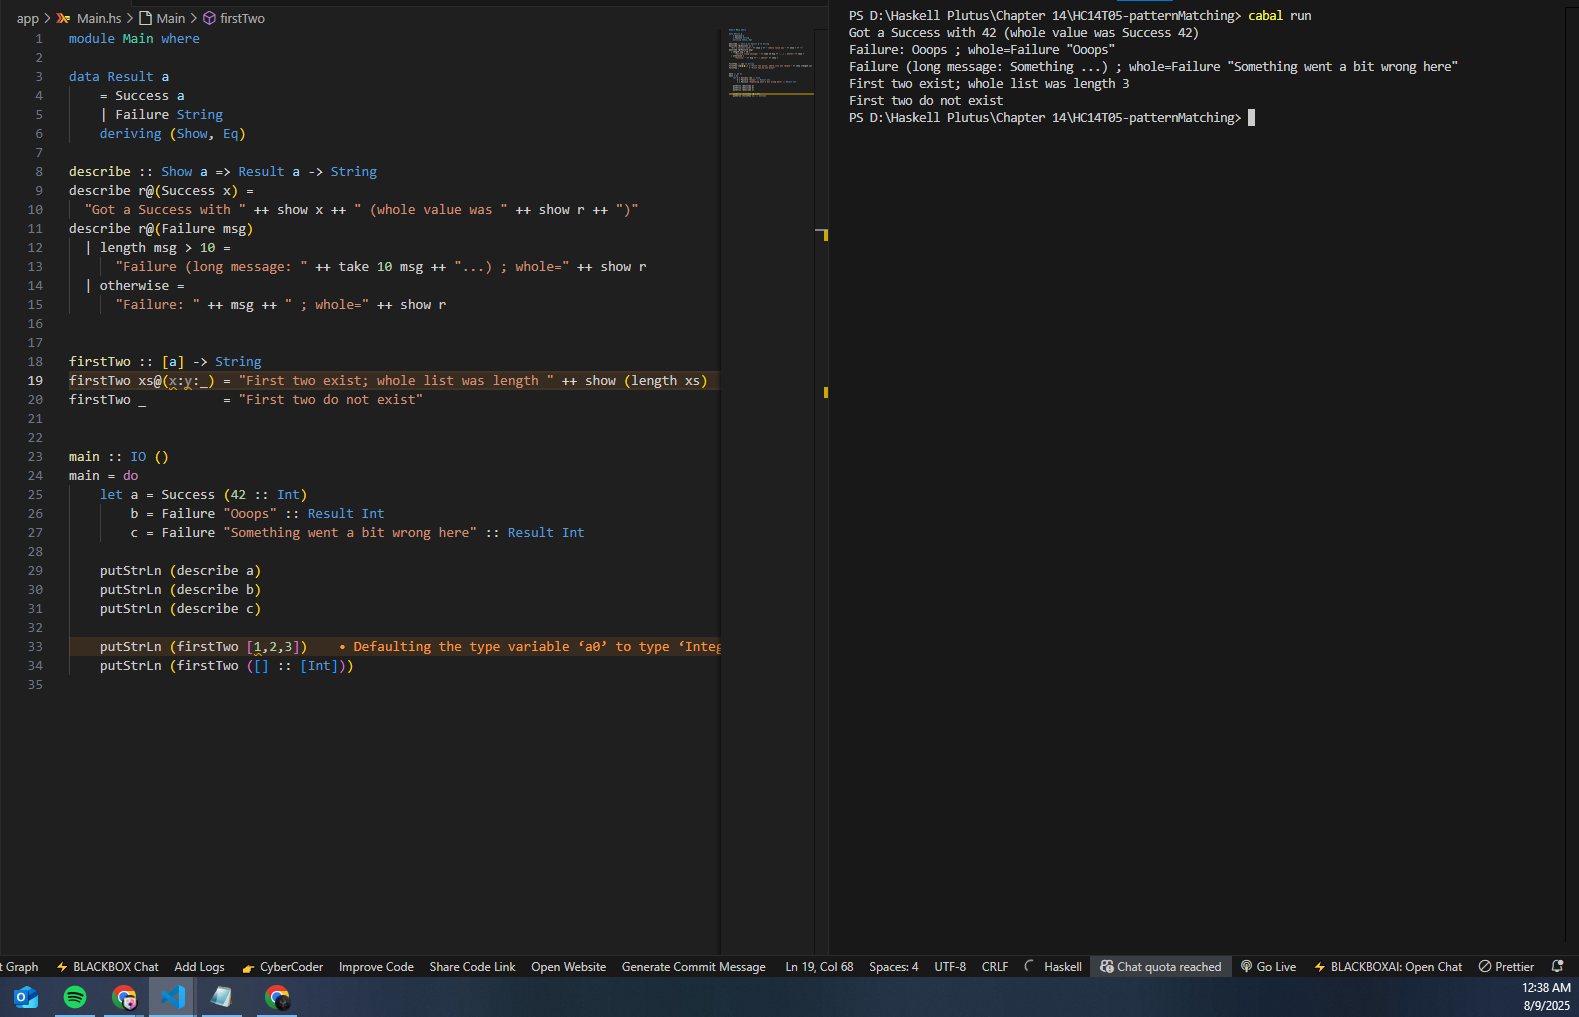 app > Main.hs > Main > firstTwo
1 module Main where
2
3 data Result a
4 = Success a
5 | Failure String
6 deriving (Show, Eq)
7
8 describe :: Show a => Result a -> String
9 describe r@(Success x) =
10 "Got a Success with " ++ show x ++ " (whole value was " ++ show r ++ ")"
11 describe r@(Failure msg)
12 | length msg > 10 =
13 "Failure (long message: " ++ take 10 msg ++ "...) ; whole=" ++ show r
14 | otherwise =
15 "Failure: " ++ msg ++ " ; whole=" ++ show r
16
17
18 firstTwo :: [a] -> String
19 firstTwo xs@(x:y:_) = "First two exist; whole list was length " ++ show (length xs)
20 firstTwo _ = "First two do not exist"
21
22
23 main :: IO ()
24 main = do
25 let a = Success (42 :: Int)
26 b = Failure "Ooops" :: Result Int
27 c = Failure "Something went a bit wrong here" :: Result Int
28
29 putStrLn (describe a)
30 putStrLn (describe b)
31 putStrLn (describe c)
32
33 putStrLn (firstTwo [1,2,3]) • Defaulting the type variable ‘a0’ to type ‘Integ
34 putStrLn (firstTwo ([] :: [Int]))
35
PS D:\Haskell Plutus\Chapter 14\HC14T05-patternMatching> cabal run
Got a Success with 42 (whole value was Success 42)
Failure: Ooops ; whole=Failure "Ooops"
Failure (long message: Something ...) ; whole=Failure "Something went a bit wrong here"
First two exist; whole list was length 3
First two do not exist
PS D:\Haskell Plutus\Chapter 14\HC14T05-patternMatching>
t Graph BLACKBOX Chat Add Logs CyberCoder Improve Code Share Code Link Open Website Generate Commit Message Ln 19, Col 68 Spaces: 4 UTF-8 CRLF Haskell Chat quota reached Go Live BLACKBOXAI: Open Chat Prettier
12:38 AM
8/9/2025